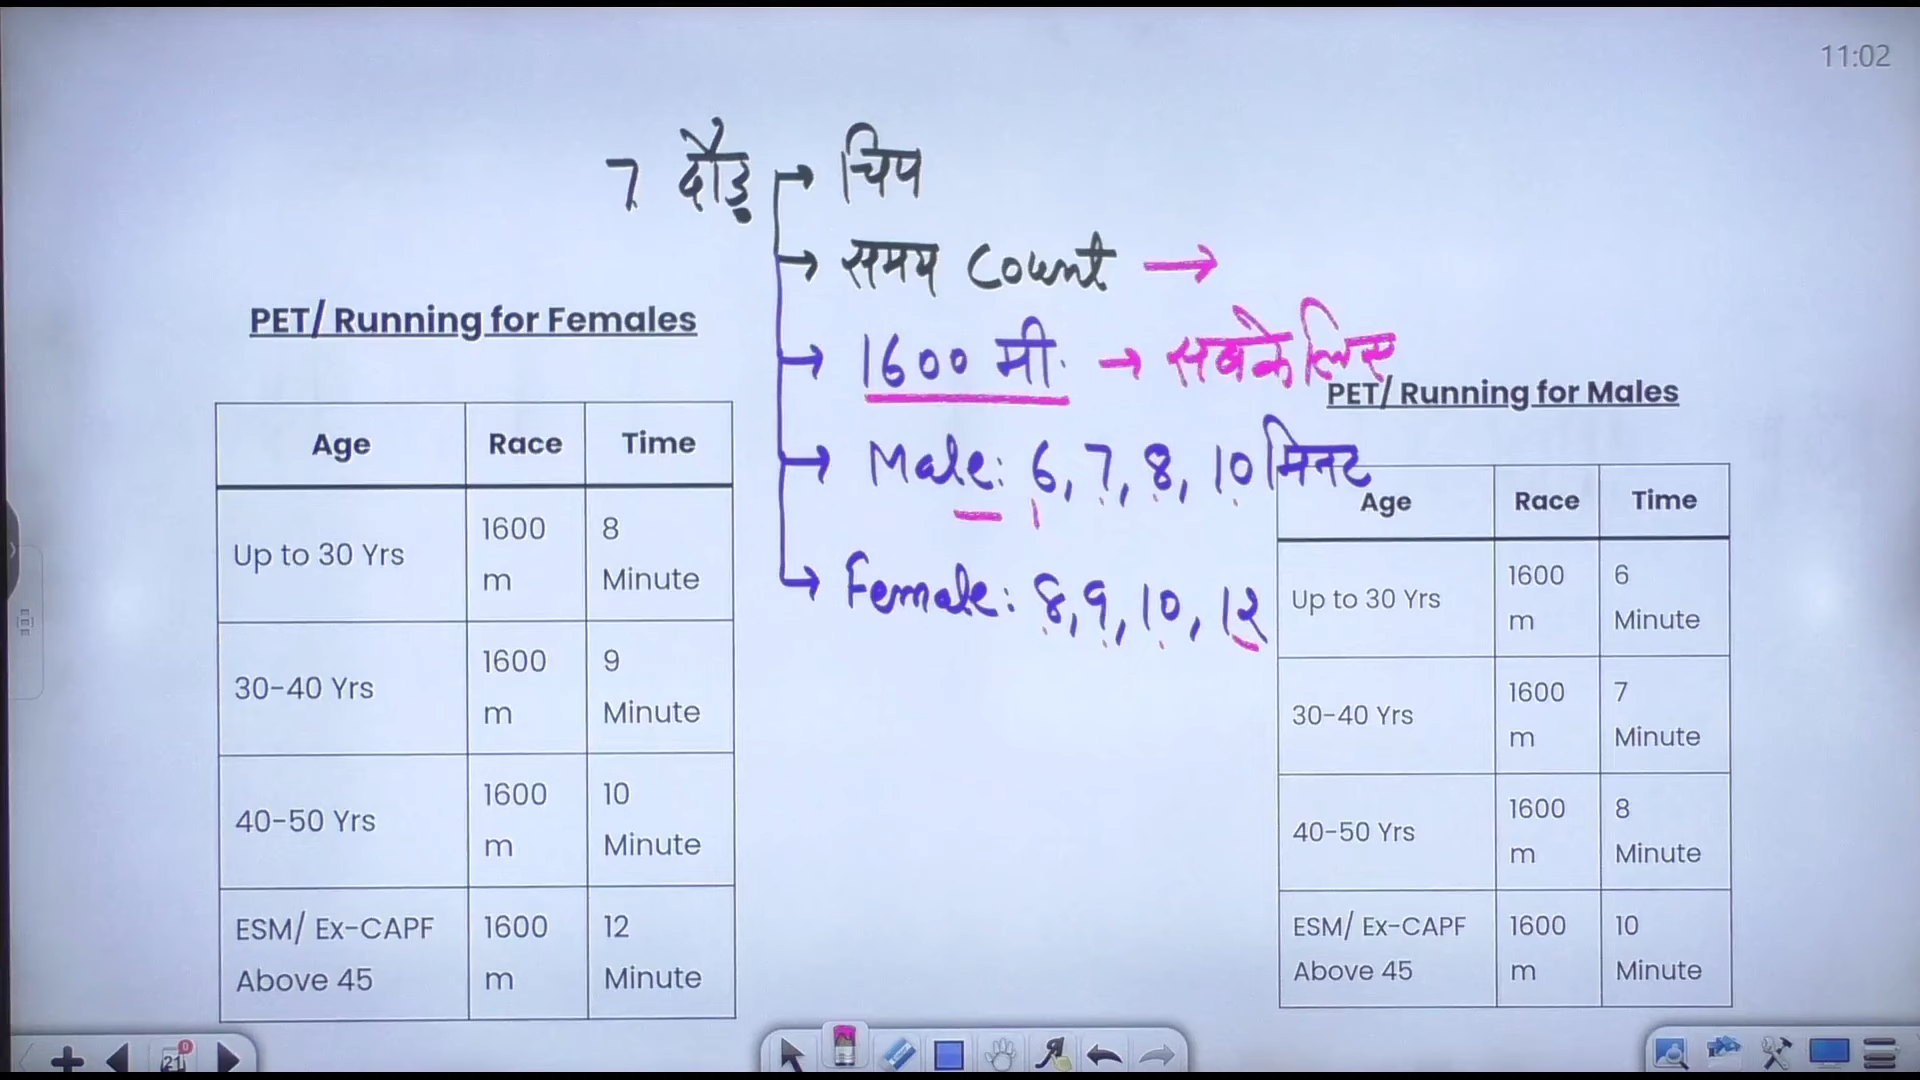 11:02
7. दौड़ → चिप
→ समय Count →
→ 1600 मी. → सबके लिए
→ Male: 6, 7, 8, 10 मिनट
→ Female: 8, 9, 10, 12
PET/ Running for Females
Age Race Time
Up to 30 Yrs 1600 m 8 Minute
30-40 Yrs 1600 m 9 Minute
40-50 Yrs 1600 m 10 Minute
ESM/ Ex-CAPF Above 45 1600 m 12 Minute
PET/ Running for Males
Age Race Time
Up to 30 Yrs 1600 m 6 Minute
30-40 Yrs 1600 m 7 Minute
40-50 Yrs 1600 m 8 Minute
ESM/ Ex-CAPF Above 45 1600 m 10 Minute
21
0